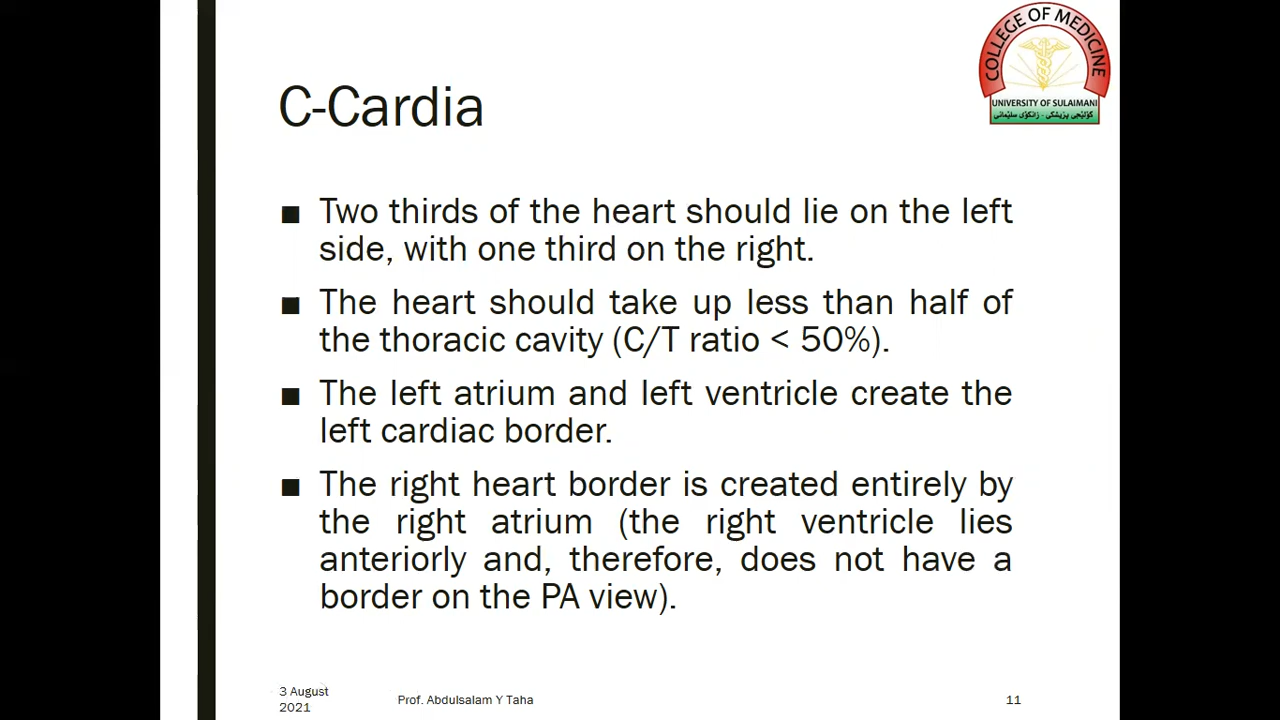 COLLEGE OF MEDICINE
UNIVERSITY OF SULAIMANI
كۆلێجی پزیشکی - زانکۆی سلێمانی
C-Cardia
■ Two thirds of the heart should lie on the left
side, with one third on the right.
■ The heart should take up less than half of
the thoracic cavity (C/T ratio < 50%).
■ The left atrium and left ventricle create the
left cardiac border.
■ The right heart border is created entirely by
the right atrium (the right ventricle lies
anteriorly and, therefore, does not have a
border on the PA view).
3 August
2021
Prof. Abdulsalam Y Taha
11